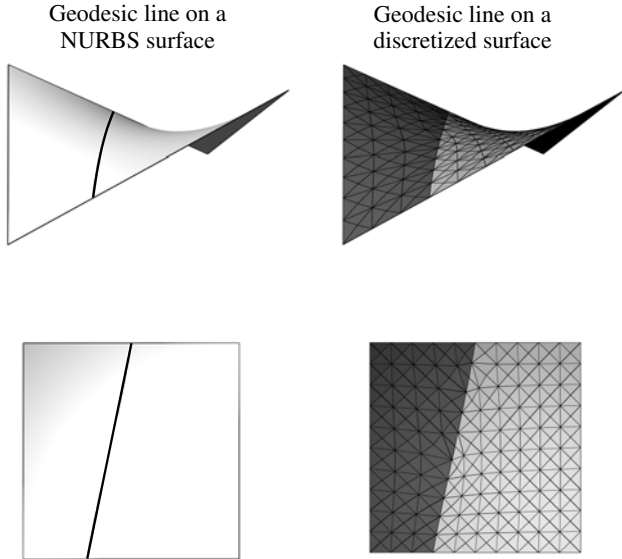 Geodesic line on a
NURBS surface
Geodesic line on a
discretized surface